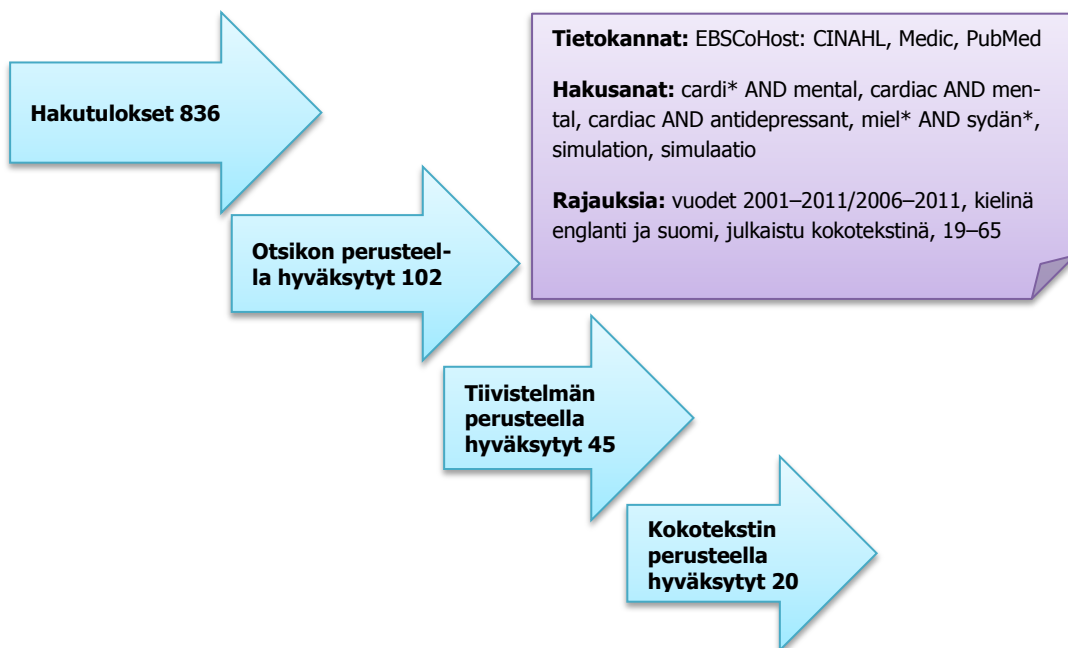 Hakutulokset 836
Otsikon perusteel-
la hyväksytyt 102
Tiivistelmän
perusteella
hyväksytyt 45
Kokotekstin
perusteella
hyväksytyt 20
Tietokannat: EBSCoHost: CINAHL, Medic, PubMed
Hakusanat: cardi* AND mental, cardiac AND men-
tal, cardiac AND antidepressant, miel* AND sydän*,
simulation, simulaatio
Rajauksia: vuodet 2001–2011/2006–2011, kielinä
englanti ja suomi, julkaistu kokotekstinä, 19–65